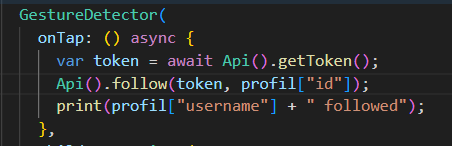 GestureDetector(
onTap: () async {
var token = await Api().getToken();
Api().follow(token, profil["id"]);
print(profil["username"] + " followed");
},